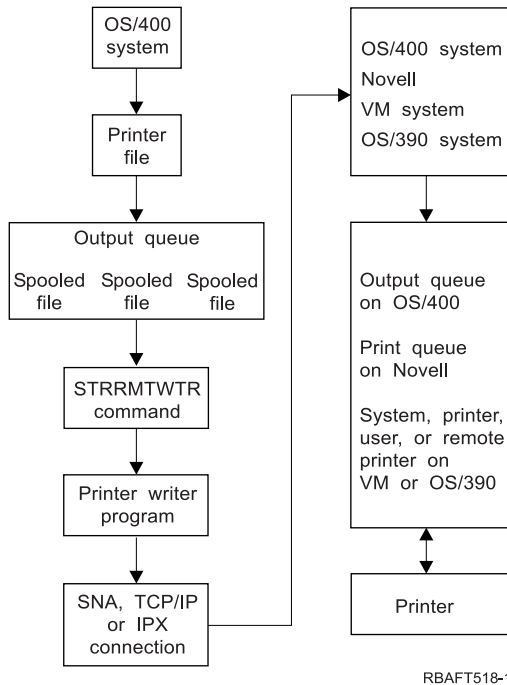 OS/400
system
Printer
file
Output queue
Spooled Spooled Spooled
file file file
STRRMTWTR
command
Printer writer
program
SNA, TCP/IP
or IPX
connection
OS/400 system
Novell
VM system
OS/390 system
Output queue
on OS/400
Print queue
on Novell
System, printer,
user, or remote
printer on
VM or OS/390
Printer
RBAFT518-1